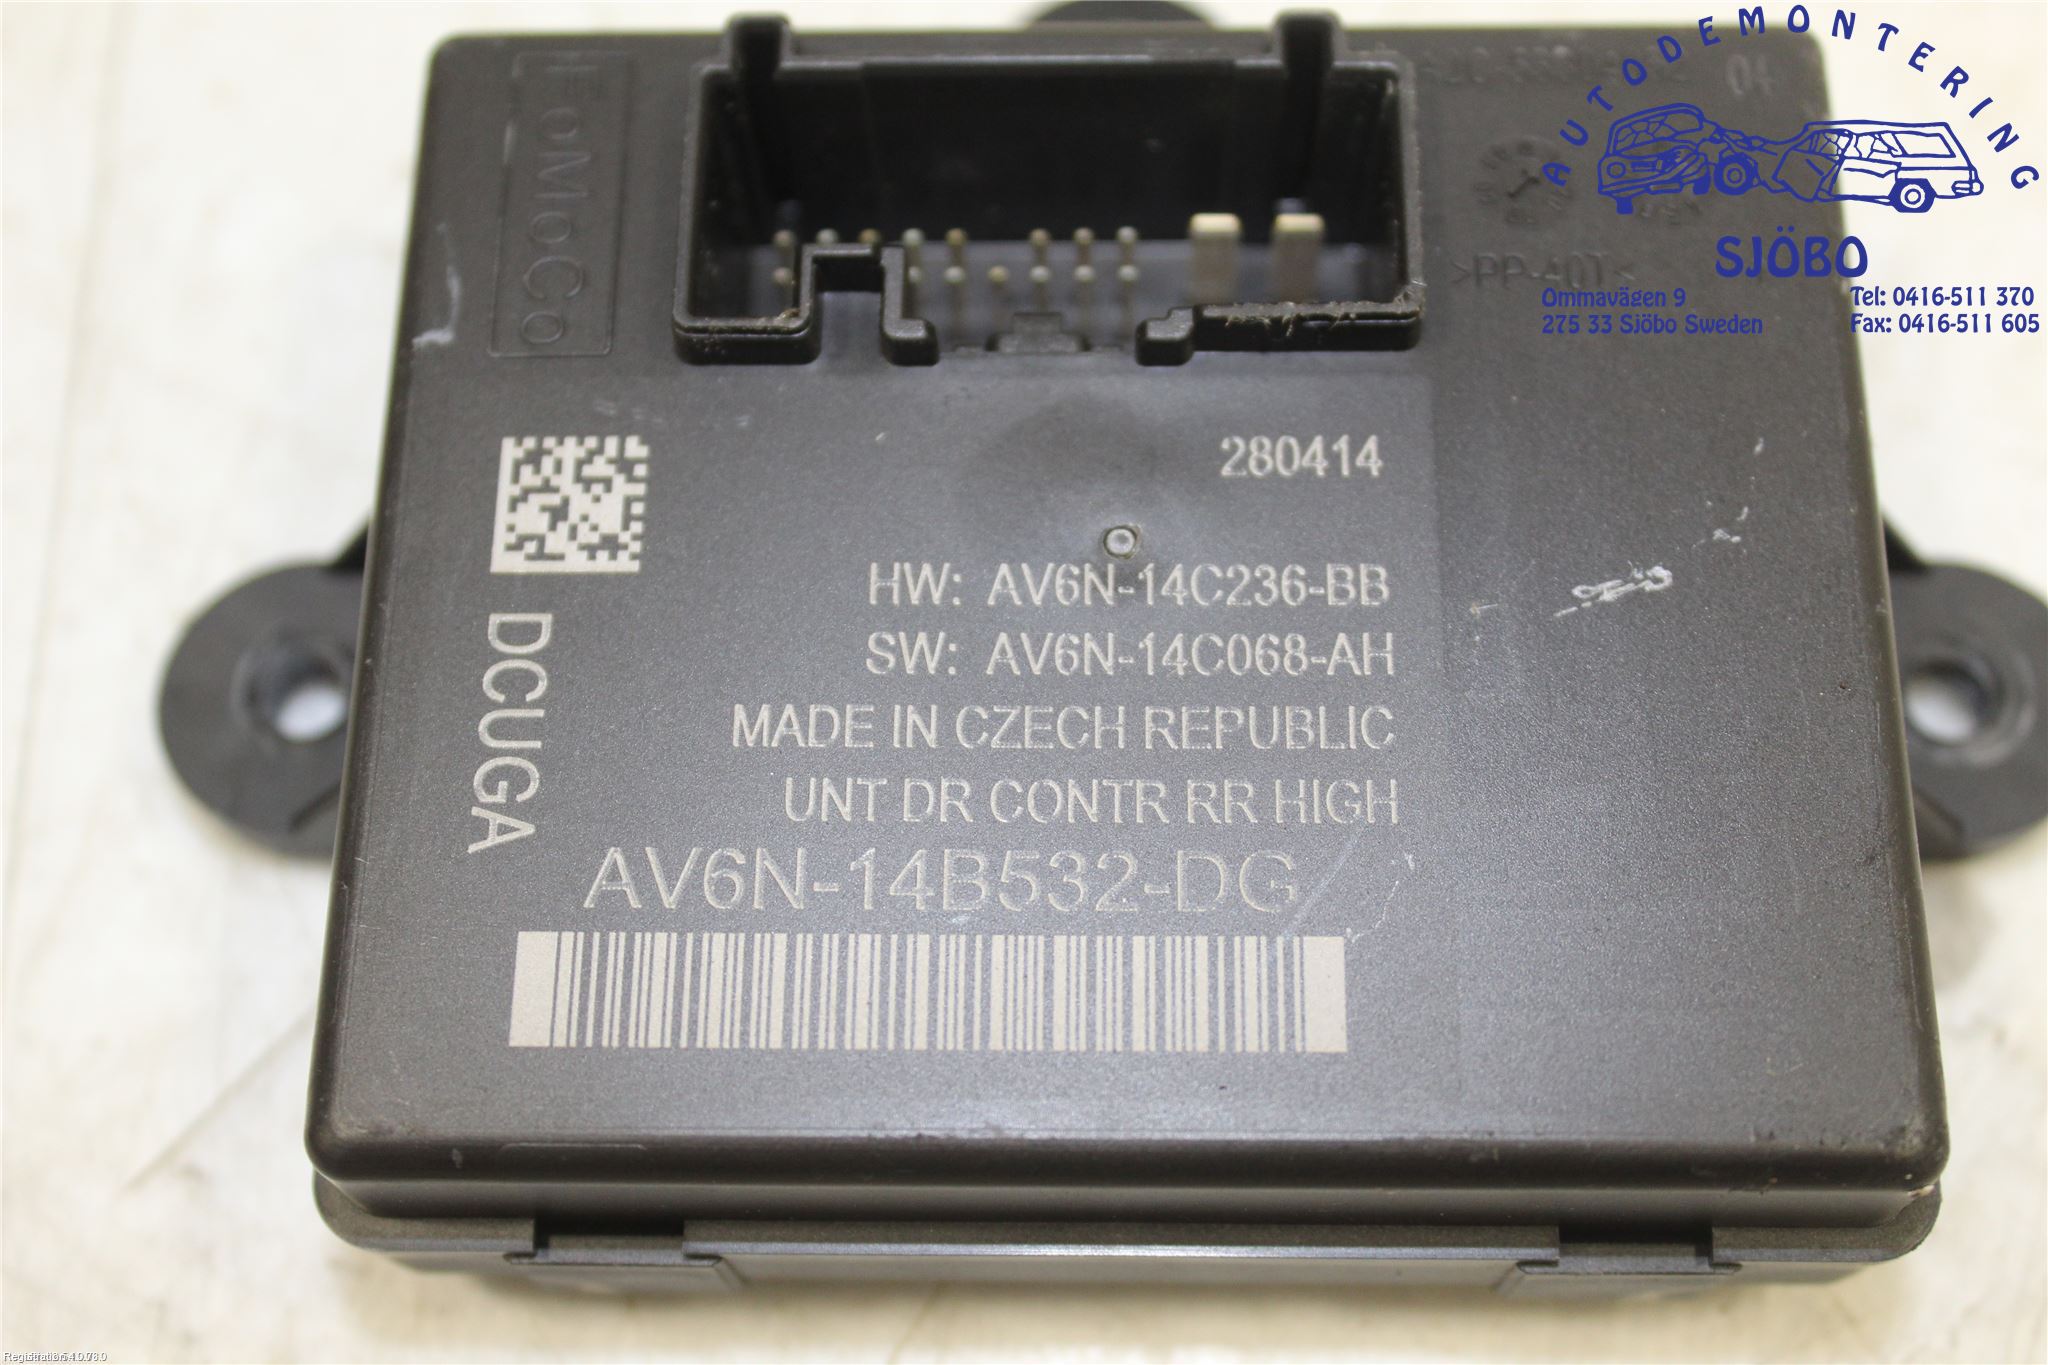 FoMoCo
04
AUTODEMONTERING
SJÖBO
>PP-
Ommavägen 9
275 33 Sjöbo Sweden
Tel: 0416-511 370
Fax: 0416-511 605
280414
HW: AV6N-14C236-BB
SW: AV6N-14C068-AH
MADE IN CZECH REPUBLIC
UNT DR CONTR RR HIGH
DCUGA
AV6N-14B532-DG